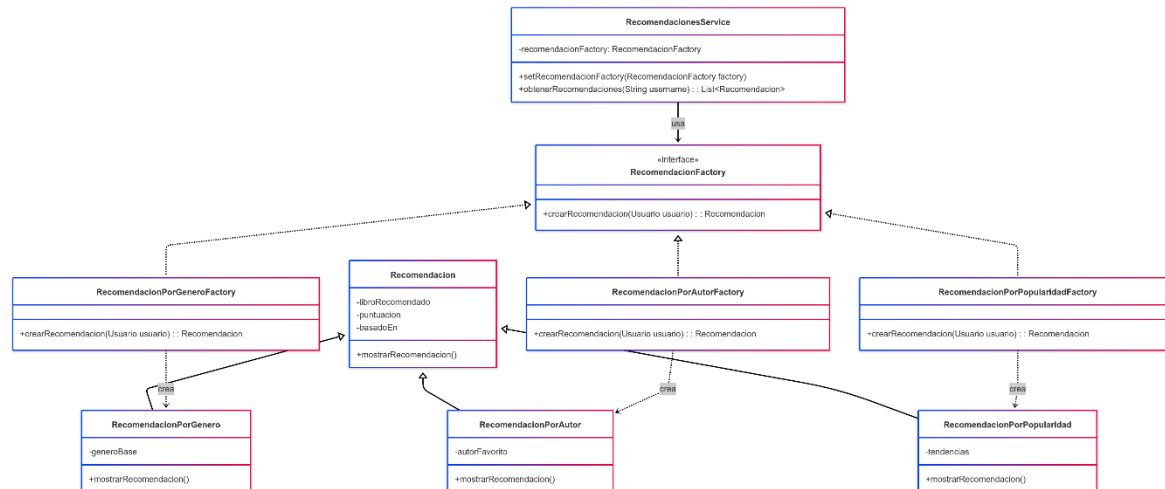 RecomendacionesService
-recomendacionFactory: RecomendacionFactory
+setRecomendacionFactory(RecomendacionFactory factory)
+obtenerRecomendaciones(String username) : : List<Recomendacion>
usa
«interface»
RecomendacionFactory
+crearRecomendacion(Usuario usuario) : : Recomendacion
RecomendacionPorGeneroFactory
+crearRecomendacion(Usuario usuario) : : Recomendacion
Recomendacion
-libroRecomendado
-puntuacion
-basadoEn
+mostrarRecomendacion()
RecomendacionPorAutorFactory
+crearRecomendacion(Usuario usuario) : : Recomendacion
RecomendacionPorPopularidadFactory
+crearRecomendacion(Usuario usuario) : : Recomendacion
crea
crea
crea
RecomendacionPorGenero
-generoBase
+mostrarRecomendacion()
RecomendacionPorAutor
-autorFavorito
+mostrarRecomendacion()
RecomendacionPorPopularidad
-tendencias
+mostrarRecomendacion()